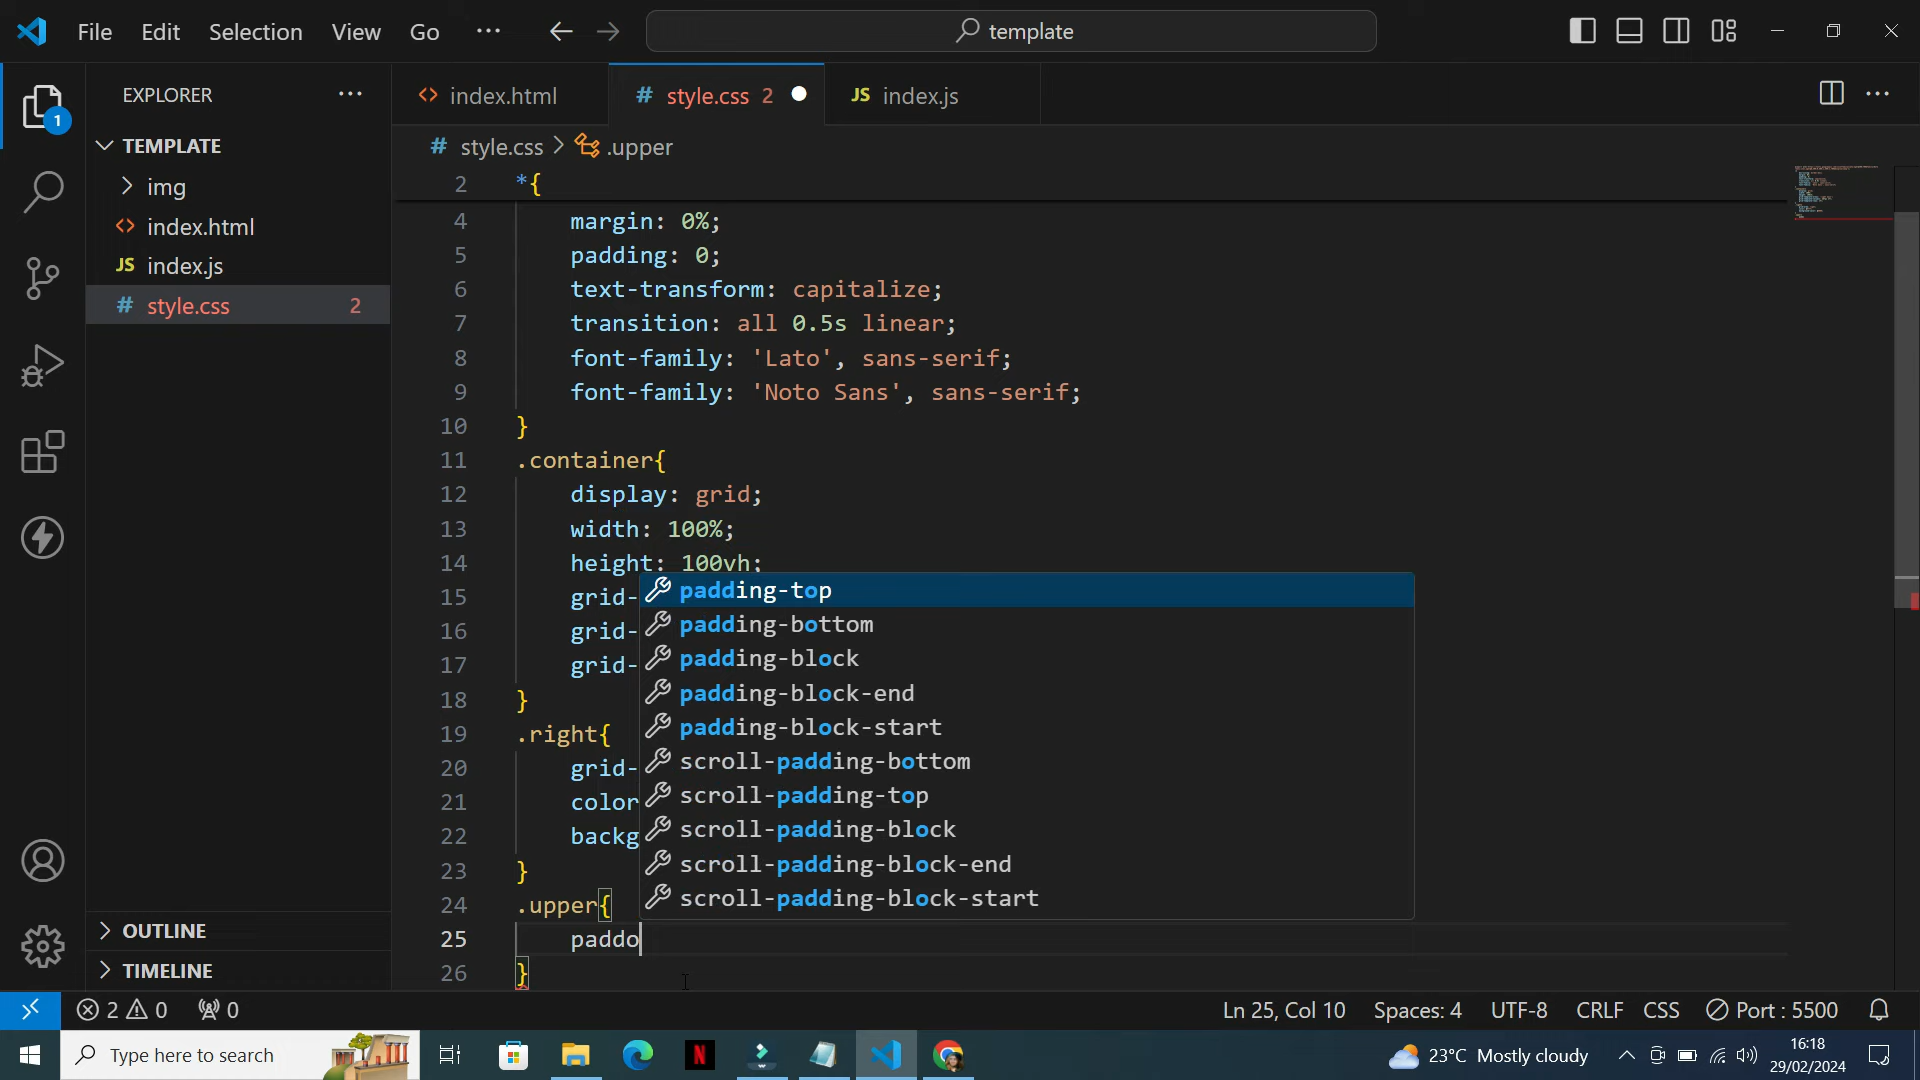 File Edit Selection View Go ··· template
EXPLORER ···
1
TEMPLATE
img
<> index.html
JS index.js
# style.css 2
OUTLINE
TIMELINE
<> index.html
# style.css 2
JS index.js
···
# style.css > .upper
2 *{
4 margin: 0%;
5 padding: 0;
6 text-transform: capitalize;
7 transition: all 0.5s linear;
8 font-family: 'Lato', sans-serif;
9 font-family: 'Noto Sans', sans-serif;
10 }
11 .container{
12 display: grid;
13 width: 100%;
14 height: 100vh;
15 grid-
16 grid-
17 grid-
18 }
19 .right{
20 grid-
21 color
22 backg
23 }
24 .upper{
25 paddo
26 }
padding-top
padding-bottom
padding-block
padding-block-end
padding-block-start
scroll-padding-bottom
scroll-padding-top
scroll-padding-block
scroll-padding-block-end
scroll-padding-block-start
2 0 0 Ln 25, Col 10 Spaces: 4 UTF-8 CRLF CSS Port : 5500
Type here to search
23°C Mostly cloudy
16:18
29/02/2024